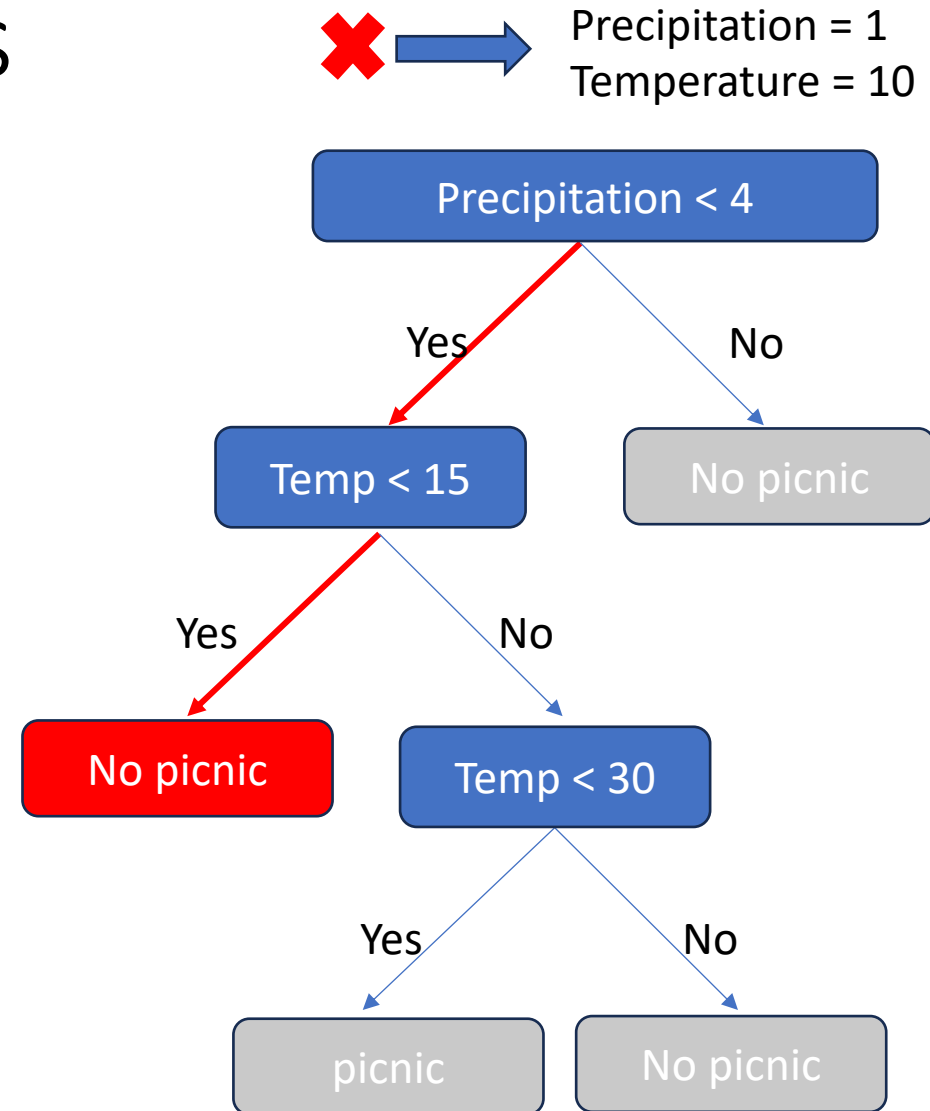 s
Precipitation = 1
Temperature = 10
Precipitation < 4
Yes
No
Temp < 15
No picnic
Yes
No
No picnic
Temp < 30
Yes
No
picnic
No picnic